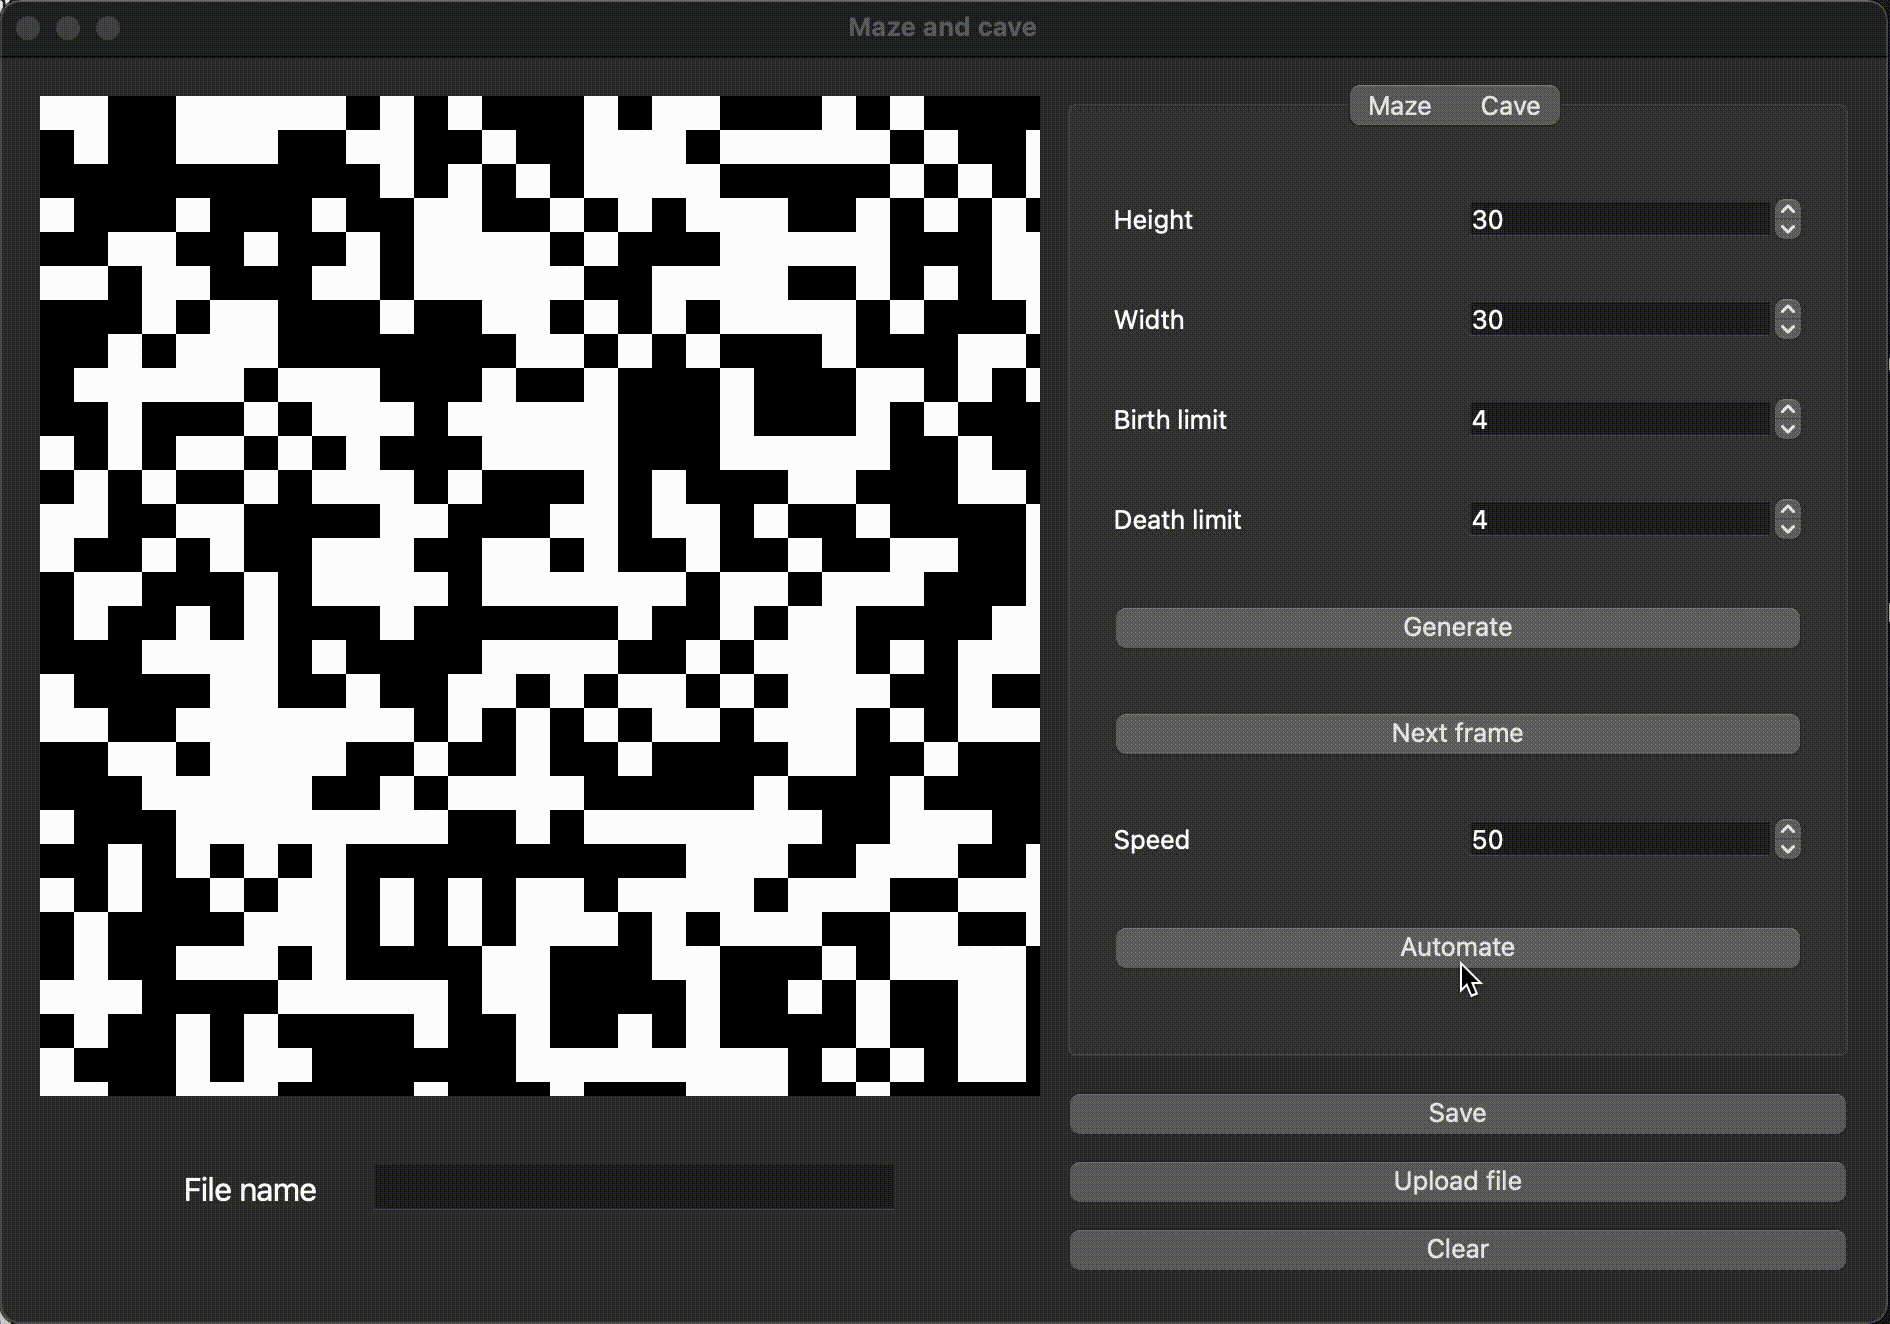 Maze and cave
Maze Cave
Height 30
Width 30
Birth limit 4
Death limit 4
Generate
Next frame
Speed 50
Automate
Save
File name
Upload file
Clear